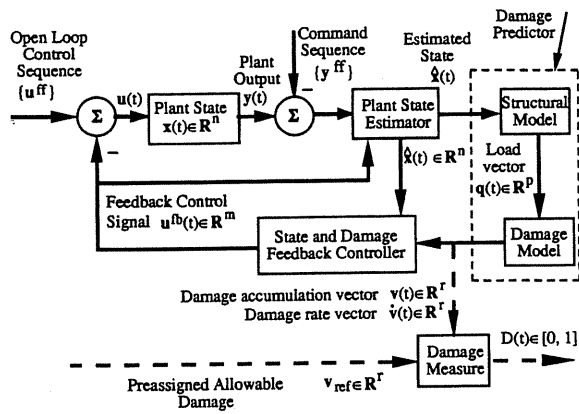 Open Loop
Control
Sequence
{u^ff}
Σ
u(t)
Plant State
x(t)∈R^n
Plant
Output
y(t)
Command
Sequence
{y^ff}
−
Σ
Plant State
Estimator
Estimated
State
x̂(t)
Damage
Predictor
Structural
Model
−
x̂(t)∈R^n
Load
vector
q(t)∈R^p
Feedback Control
Signal u^fb(t)∈R^m
State and Damage
Feedback Controller
Damage
Model
Damage accumulation vector v(t)∈R^r
Damage rate vector v̇(t)∈R^r
Damage
Measure
D(t)∈[0, 1]
Preassigned Allowable
Damage
v_ref∈R^r